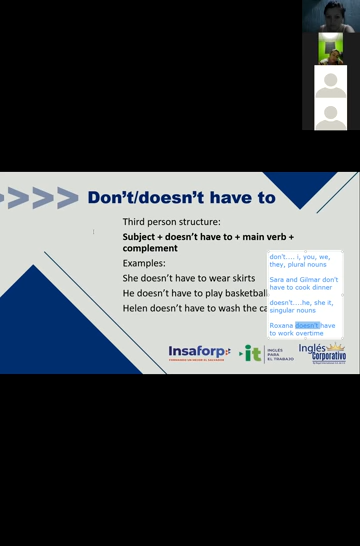 Don't/doesn't have to
Third person structure:
Subject + doesn't have to + main verb +
complement
Examples:
She doesn't have to wear skirts
He doesn't have to play basketball
Helen doesn't have to wash the ca
don't.... i, you, we,
they, plural nouns
Sara and Gilmar don't
have to cook dinner
doesn't....he, she it,
singular nouns
Roxana doesn't have
to work overtime
Insaforp
it
INGLÉS
PARA
EL TRABAJO
Inglés
Corporativo